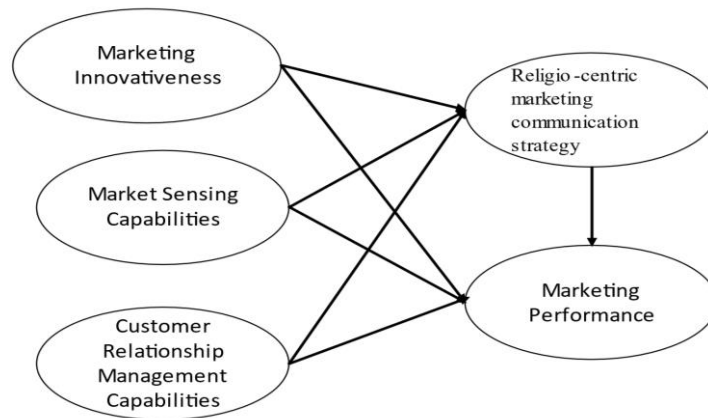 Marketing
Innovativeness
Market Sensing
Capabilities
Customer
Relationship
Management
Capabilities
Religio -centric
marketing
communication
strategy
Marketing
Performance